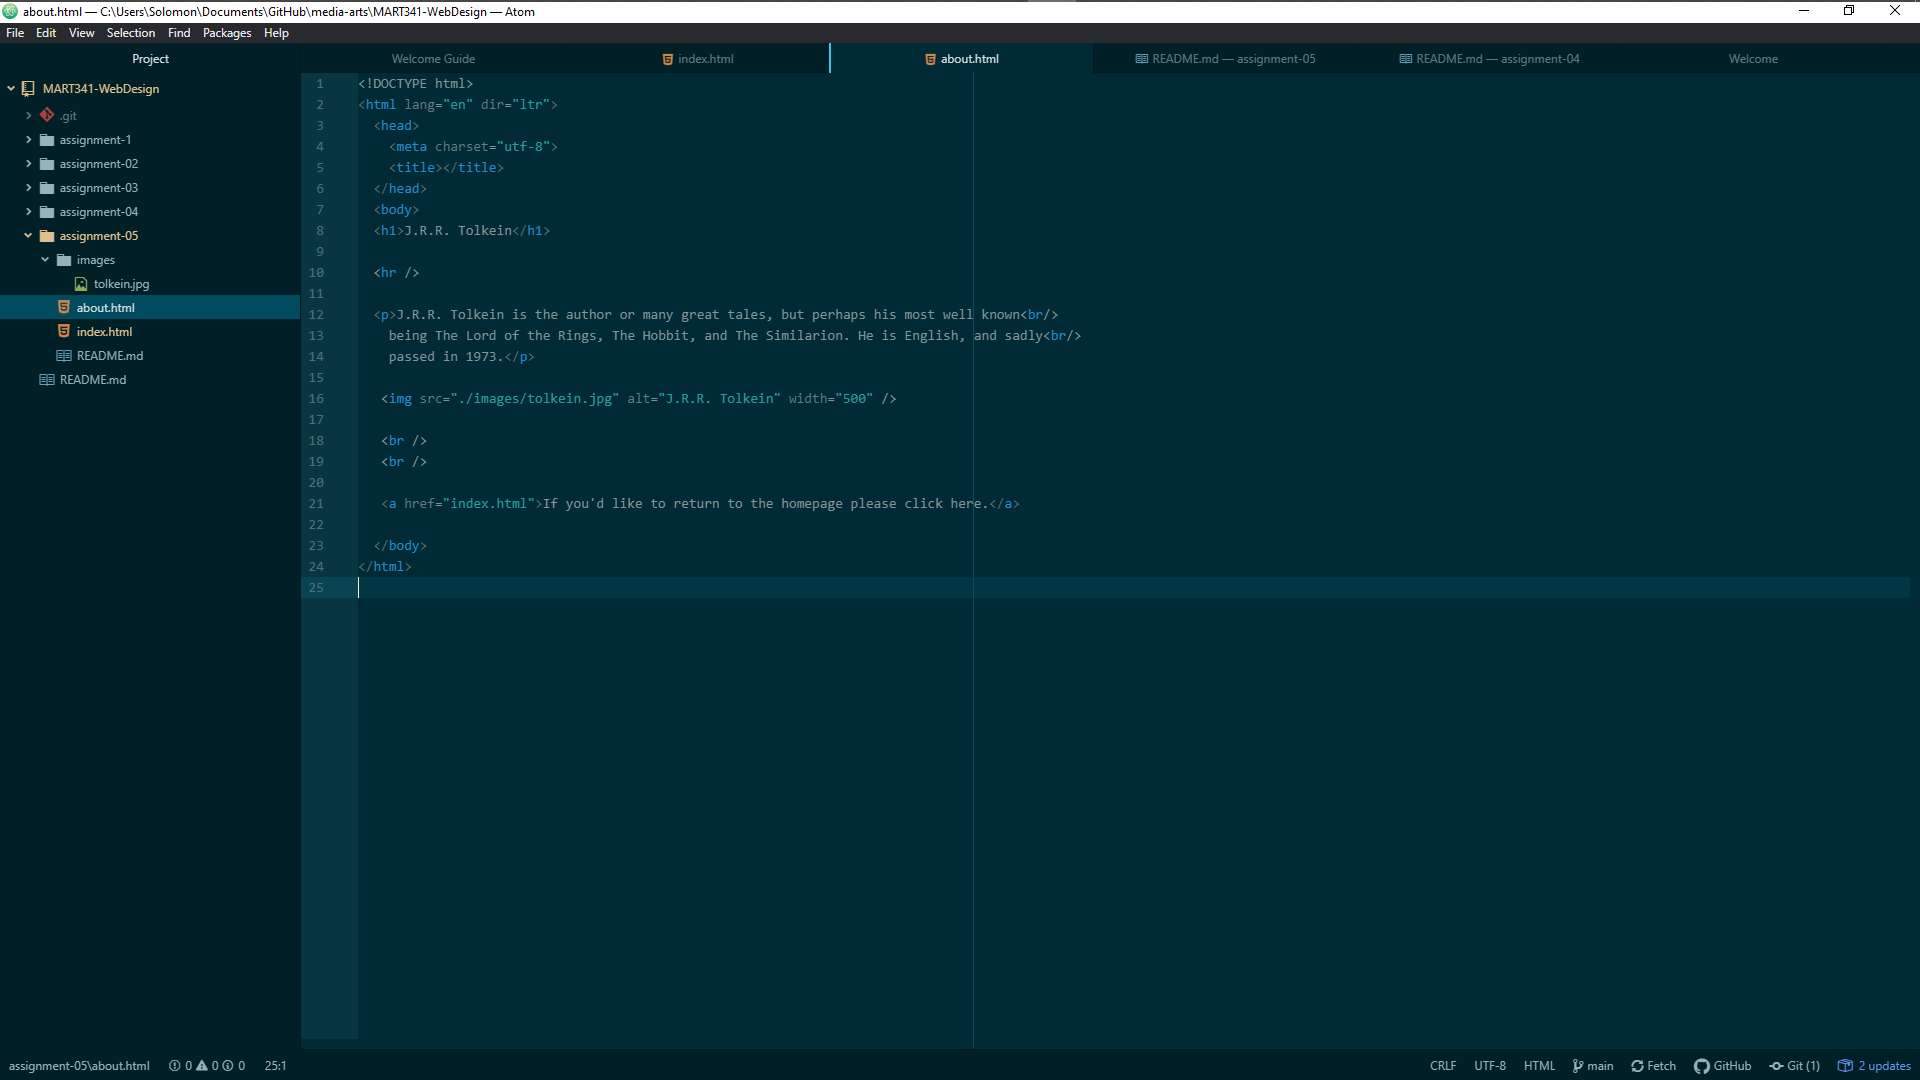 about.html — C:\Users\Solomon\Documents\GitHub\media-arts\MART341-WebDesign — Atom
File Edit View Selection Find Packages Help
Project
Welcome Guide
index.html
about.html
README.md — assignment-05
README.md — assignment-04
Welcome
MART341-WebDesign
.git
assignment-1
assignment-02
assignment-03
assignment-04
assignment-05
images
tolkein.jpg
about.html
index.html
README.md
README.md
1 <!DOCTYPE html>
2 <html lang="en" dir="ltr">
3 <head>
4 <meta charset="utf-8">
5 <title></title>
6 </head>
7 <body>
8 <h1>J.R.R. Tolkein</h1>
9
10 <hr />
11
12 <p>J.R.R. Tolkein is the author or many great tales, but perhaps his most well known<br/>
13 being The Lord of the Rings, The Hobbit, and The Similarion. He is English, and sadly<br/>
14 passed in 1973.</p>
15
16 <img src="./images/tolkein.jpg" alt="J.R.R. Tolkein" width="500" />
17
18 <br />
19 <br />
20
21 <a href="index.html">If you'd like to return to the homepage please click here.</a>
22
23 </body>
24 </html>
25
assignment-05\about.html 0 0 0 25:1
CRLF UTF-8 HTML main Fetch GitHub Git (1) 2 updates